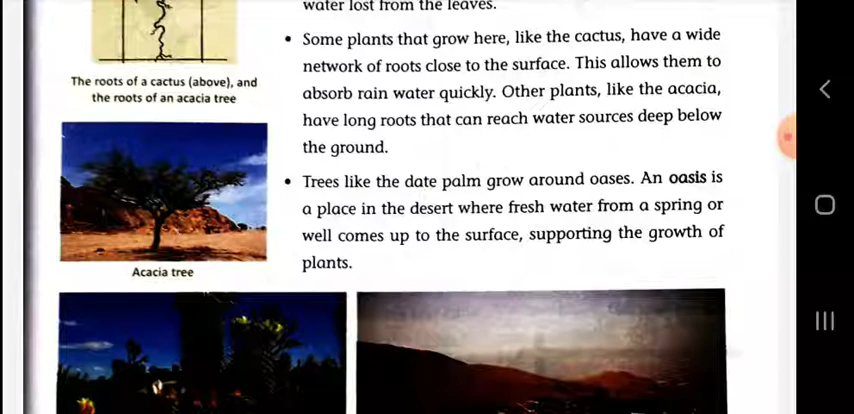 water lost from the leaves.
• Some plants that grow here, like the cactus, have a wide
network of roots close to the surface. This allows them to
absorb rain water quickly. Other plants, like the acacia,
have long roots that can reach water sources deep below
the ground.
The roots of a cactus (above), and
the roots of an acacia tree
• Trees like the date palm grow around oases. An oasis is
a place in the desert where fresh water from a spring or
well comes up to the surface, supporting the growth of
plants.
Acacia tree